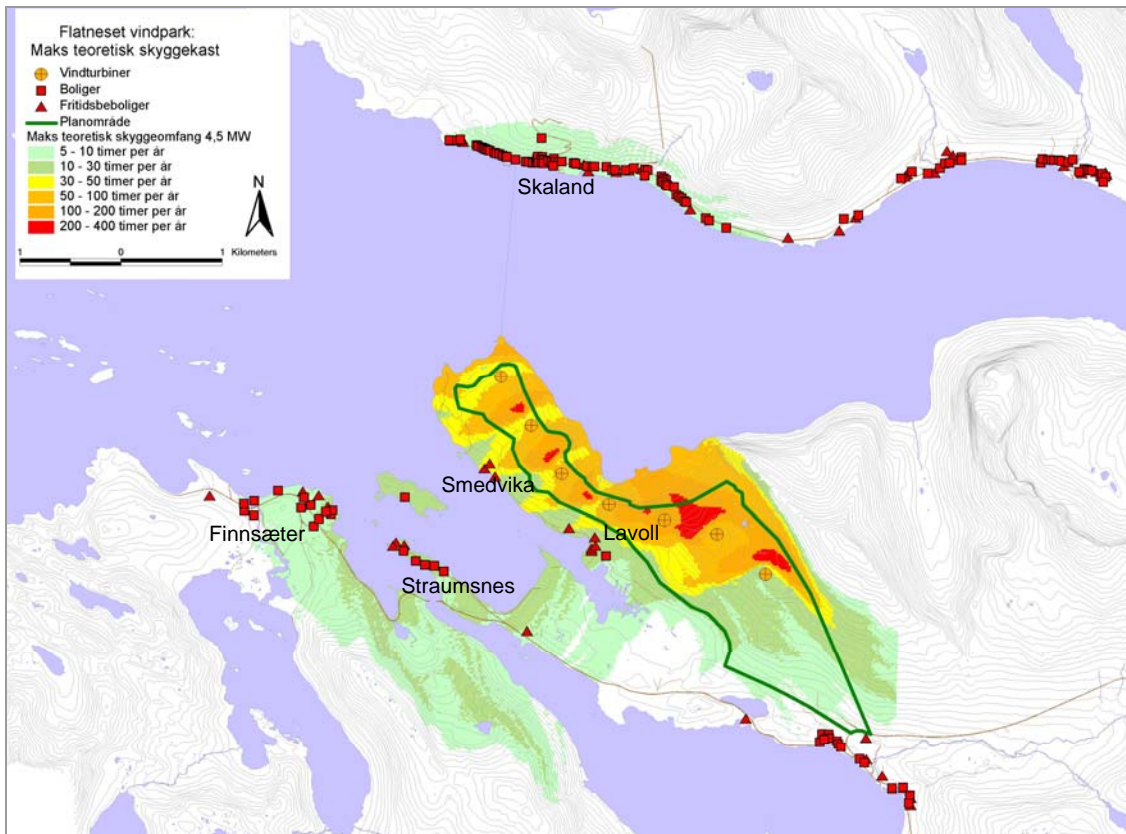 Flatneset vindpark:
Maks teoretisk skyggekast
Vindturbiner
Boliger
Fritidsbeboliger
Planområde
Maks teoretisk skyggeomfang 4,5 MW
5 - 10 timer per år
10 - 30 timer per år
30 - 50 timer per år
50 - 100 timer per år
100 - 200 timer per år
200 - 400 timer per år
N
1 0 1 Kilometers
Skaland
Smedvika
Lavoll
Finnsæter
Straumsnes